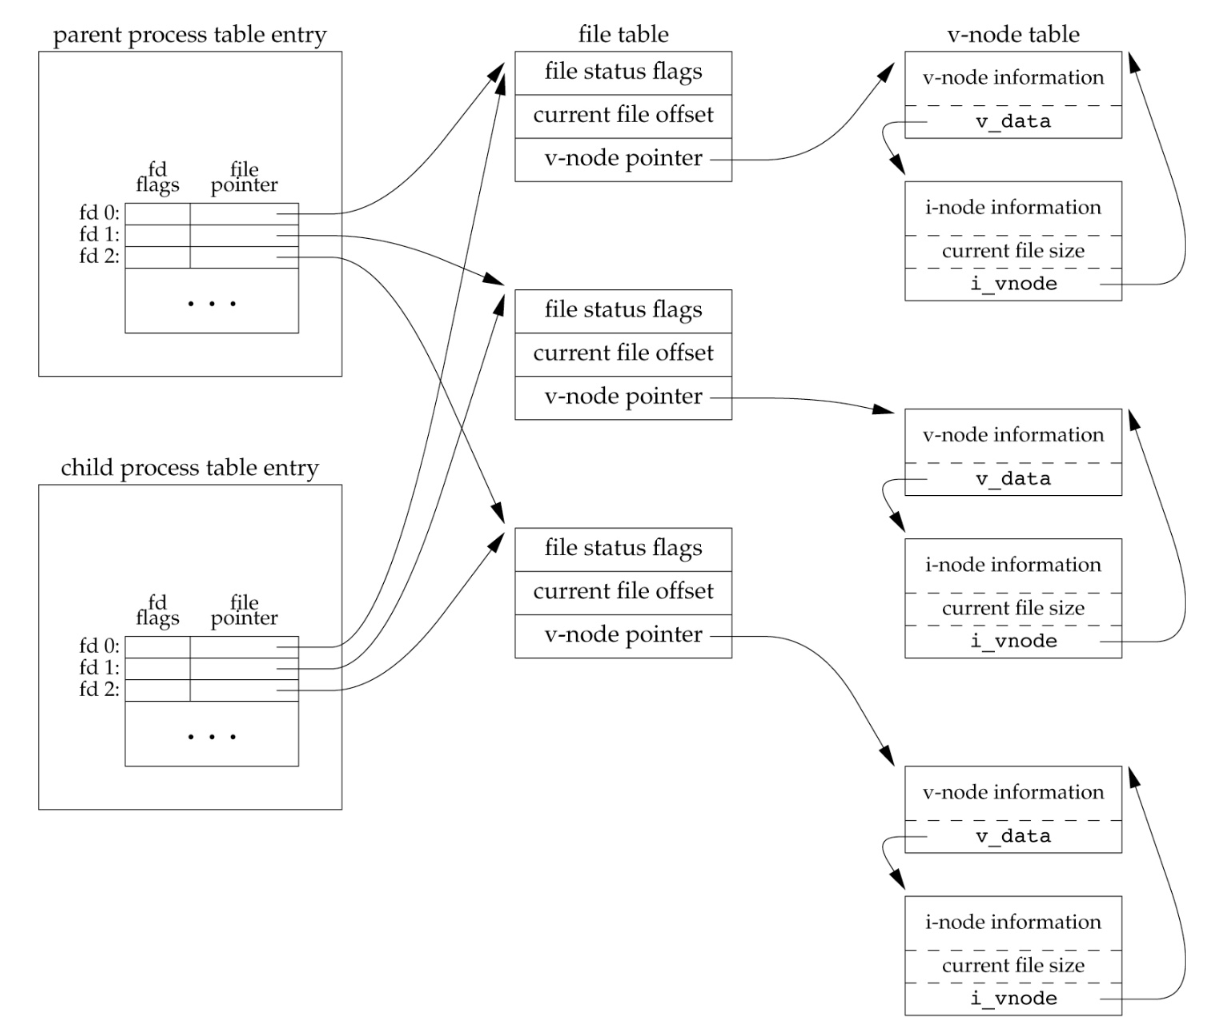 parent process table entry
fd flags
file pointer
fd 0:
fd 1:
fd 2:
. . .
child process table entry
fd flags
file pointer
fd 0:
fd 1:
fd 2:
. . .
file table
file status flags
current file offset
v-node pointer
file status flags
current file offset
v-node pointer
file status flags
current file offset
v-node pointer
v-node table
v-node information
v_data
i-node information
current file size
i_vnode
v-node information
v_data
i-node information
current file size
i_vnode
v-node information
v_data
i-node information
current file size
i_vnode